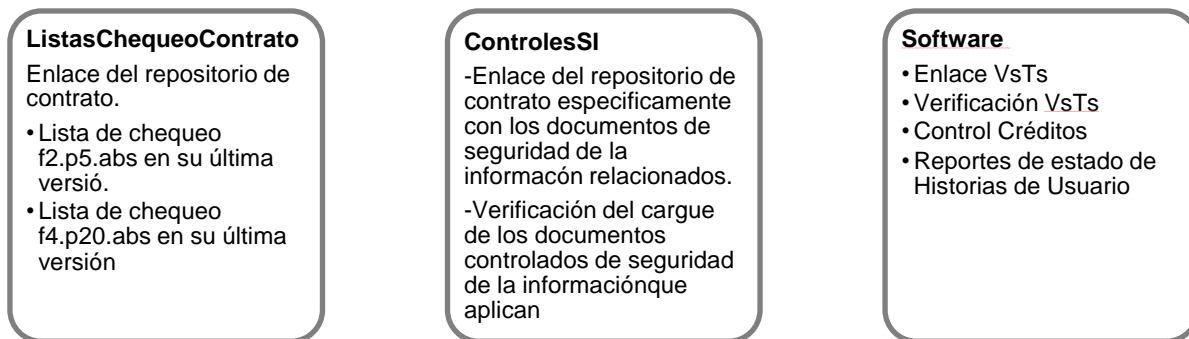 ListasChequeoContrato
Enlace del repositorio de
contrato.
• Lista de chequeo
f2.p5.abs en su última
versió.
• Lista de chequeo
f4.p20.abs en su última
versión
ControlesSI
-Enlace del repositorio de
contrato especificamente
con los documentos de
seguridad de la
informacón relacionados.
-Verificación del cargue
de los documentos
controlados de seguridad
de la informaciónque
aplican
Software
• Enlace VsTs
• Verificación VsTs
• Control Créditos
• Reportes de estado de
Historias de Usuario